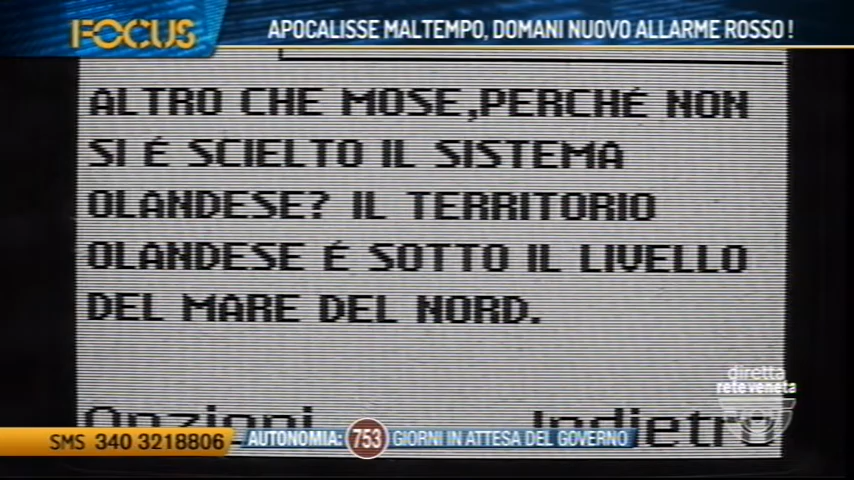 FOCUS
APOCALISSE MALTEMPO, DOMANI NUOVO ALLARME ROSSO!
ALTRO CHE MOSE,PERCHÉ NON
SI É SCIELTO IL SISTEMA
OLANDESE? IL TERRITORIO
OLANDESE É SOTTO IL LIVELLO
DEL MARE DEL NORD.
diretta
reteveneta
Opzioni Indietro
SMS 340 3218806 AUTONOMIA: 753 GIORNI IN ATTESA DEL GOVERNO